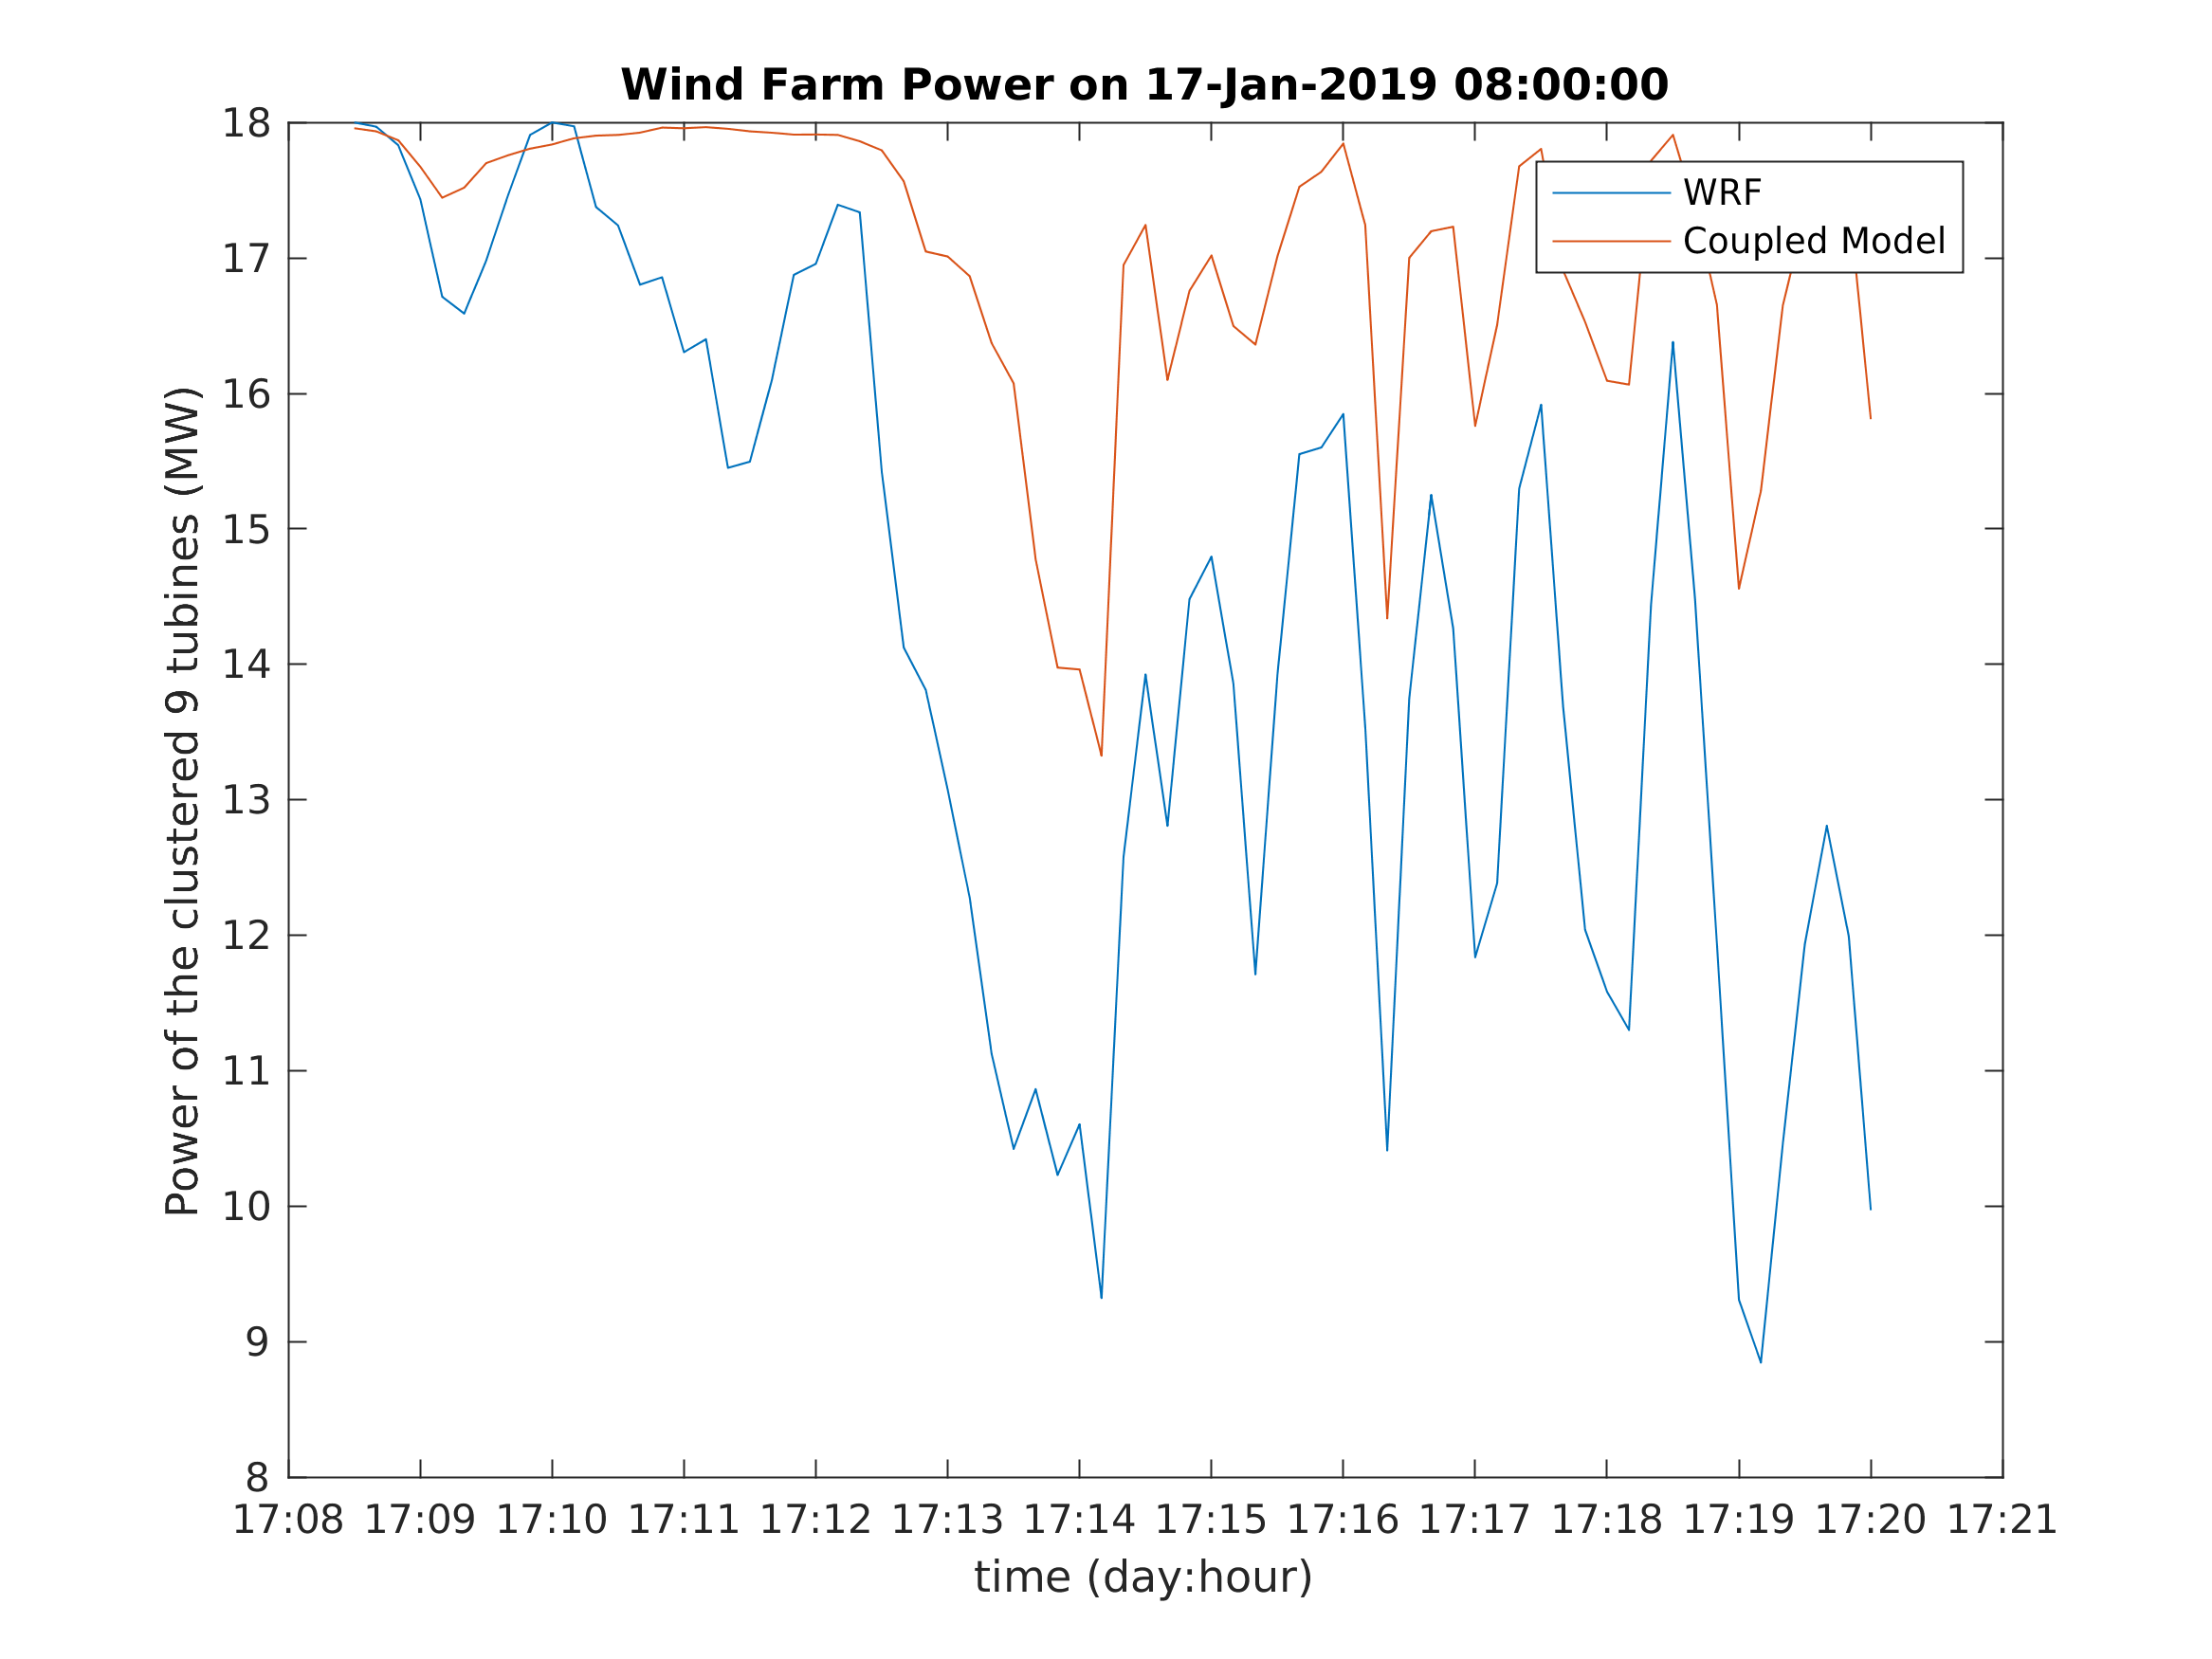 Wind Farm Power on 17-Jan-2019 08:00:00
18
17
16
15
14
13
12
11
10
9
8
Power of the clustered 9 tubines (MW)
WRF
Coupled Model
17:08 17:09 17:10 17:11 17:12 17:13 17:14 17:15 17:16 17:17 17:18 17:19 17:20 17:21
time (day:hour)